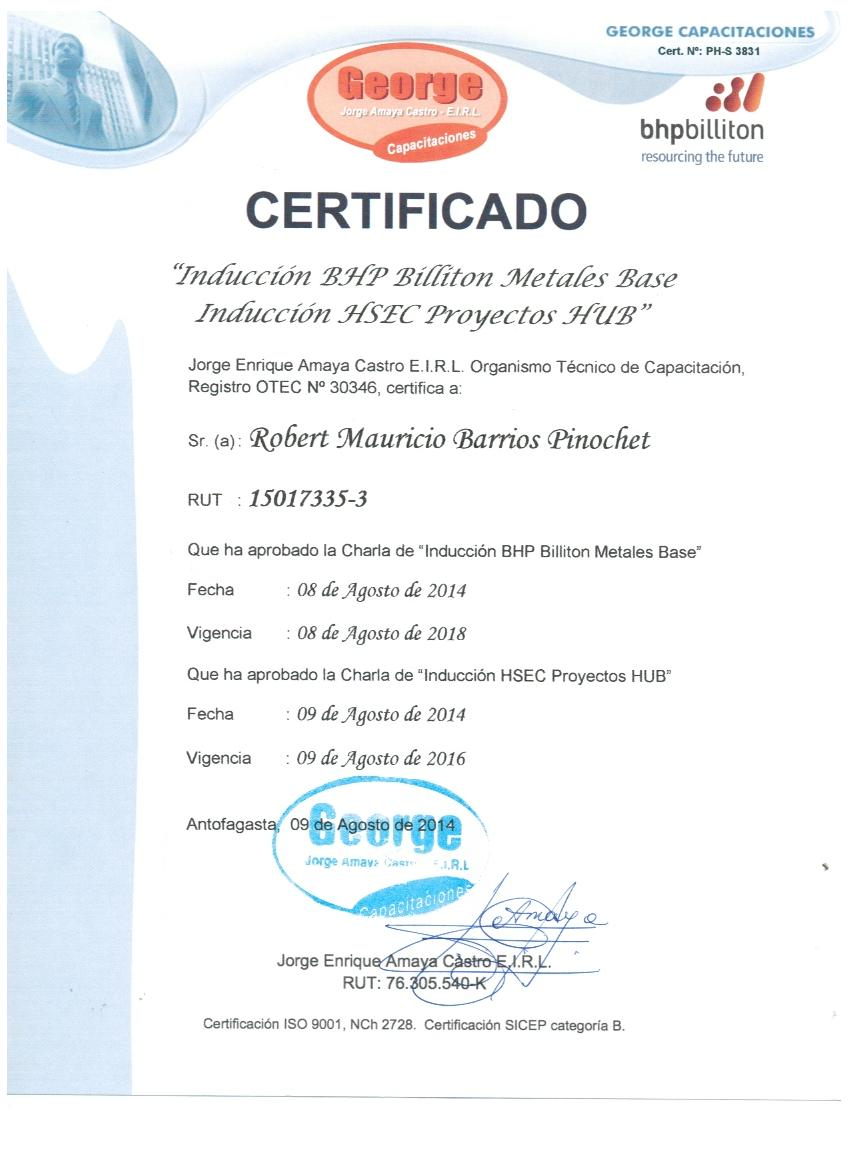 GEORGE CAPACITACIONES
Cert. Nº: PH-S 3831
George
Jorge Amaya Castro - E.I.R.L.
Capacitaciones
bhpbilliton
resourcing the future
CERTIFICADO
“Inducción BHP Billiton Metales Base
Inducción HSEC Proyectos HUB”
Jorge Enrique Amaya Castro E.I.R.L. Organismo Técnico de Capacitación,
Registro OTEC Nº 30346, certifica a:
Sr. (a): Robert Mauricio Barrios Pinochet
RUT : 15017335-3
Que ha aprobado la Charla de “Inducción BHP Billiton Metales Base”
Fecha : 08 de Agosto de 2014
Vigencia : 08 de Agosto de 2018
Que ha aprobado la Charla de “Inducción HSEC Proyectos HUB”
Fecha : 09 de Agosto de 2014
Vigencia : 09 de Agosto de 2016
Antofagasta, 09 de Agosto de 2014
George
Jorge Amaya Castro E.I.R.L
Capacitaciones
Amaya
Jorge Enrique Amaya Castro E.I.R.L.
RUT: 76.305.540-K
Certificación ISO 9001, NCh 2728. Certificación SICEP categoría B.